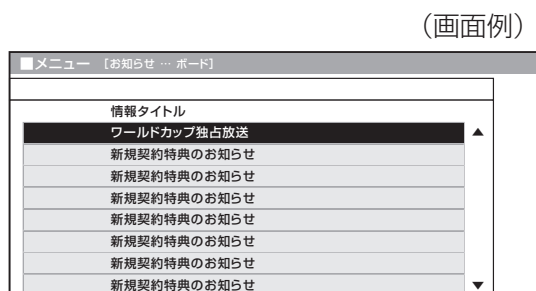 （画面例）
■メニュー ［お知らせ … ボード］
情報タイトル
ワールドカップ独占放送
新規契約特典のお知らせ
新規契約特典のお知らせ
新規契約特典のお知らせ
新規契約特典のお知らせ
新規契約特典のお知らせ
新規契約特典のお知らせ
新規契約特典のお知らせ